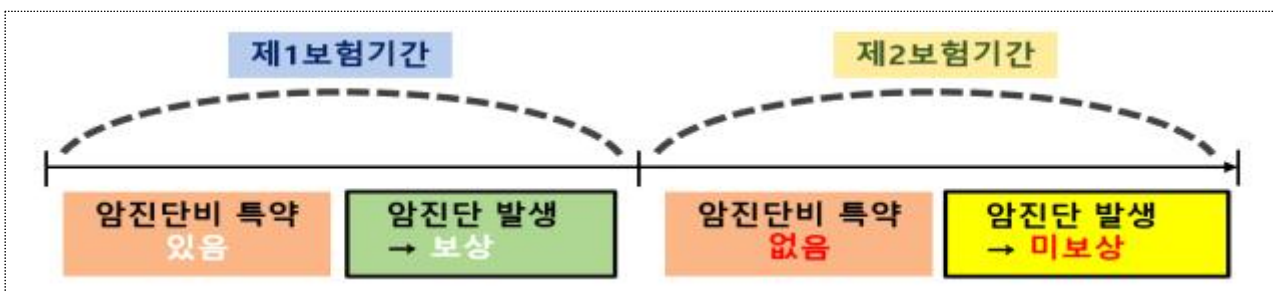 제1보험기간
제2보험기간
암진단비 특약
있음
암진단 발생
→ 보상
암진단비 특약
없음
암진단 발생
→ 미보상